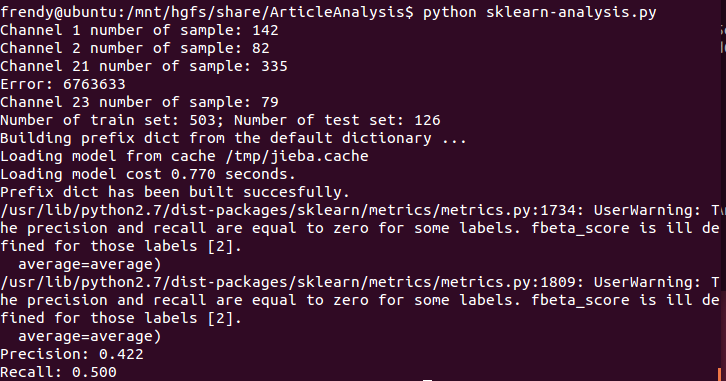 frendy@ubuntu:/mnt/hgfs/share/ArticleAnalysis$ python sklearn-analysis.py
Channel 1 number of sample: 142
Channel 2 number of sample: 82
Channel 21 number of sample: 335
Error: 6763633
Channel 23 number of sample: 79
Number of train set: 503; Number of test set: 126
Building prefix dict from the default dictionary ...
Loading model from cache /tmp/jieba.cache
Loading model cost 0.770 seconds.
Prefix dict has been built succesfully.
/usr/lib/python2.7/dist-packages/sklearn/metrics/metrics.py:1734: UserWarning: T
he precision and recall are equal to zero for some labels. fbeta_score is ill de
fined for those labels [2].
  average=average)
/usr/lib/python2.7/dist-packages/sklearn/metrics/metrics.py:1809: UserWarning: T
he precision and recall are equal to zero for some labels. fbeta_score is ill de
fined for those labels [2].
  average=average)
Precision: 0.422
Recall: 0.500